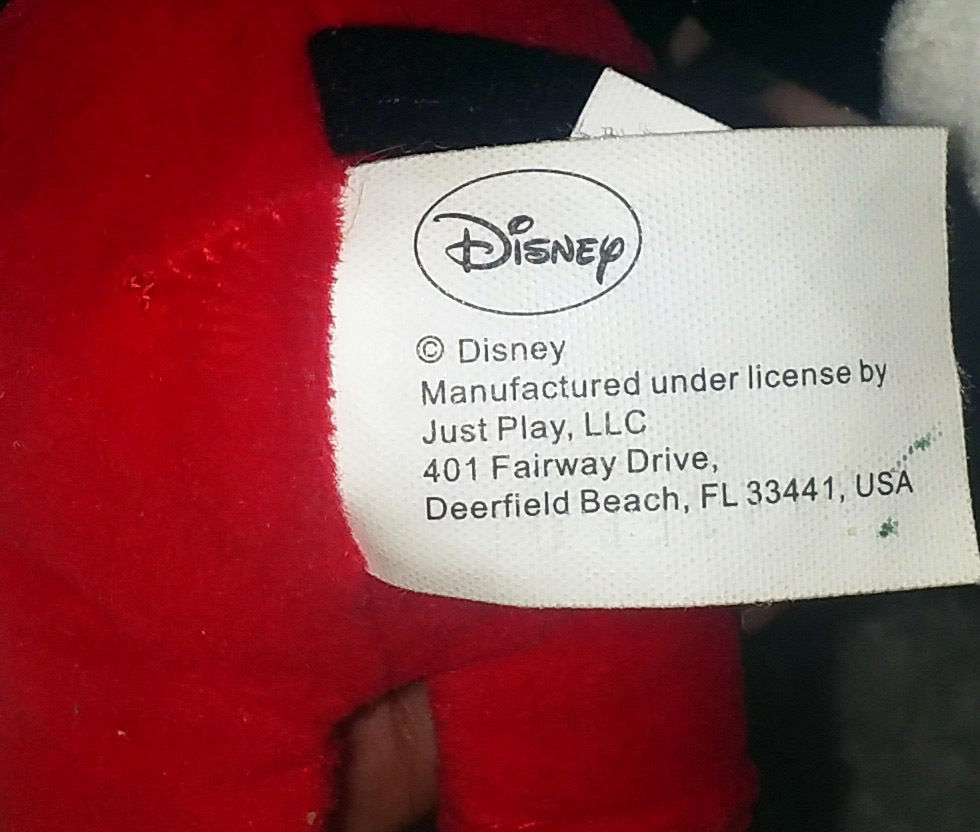 Disney
© Disney
Manufactured under license by
Just Play, LLC
401 Fairway Drive,
Deerfield Beach, FL 33441, USA